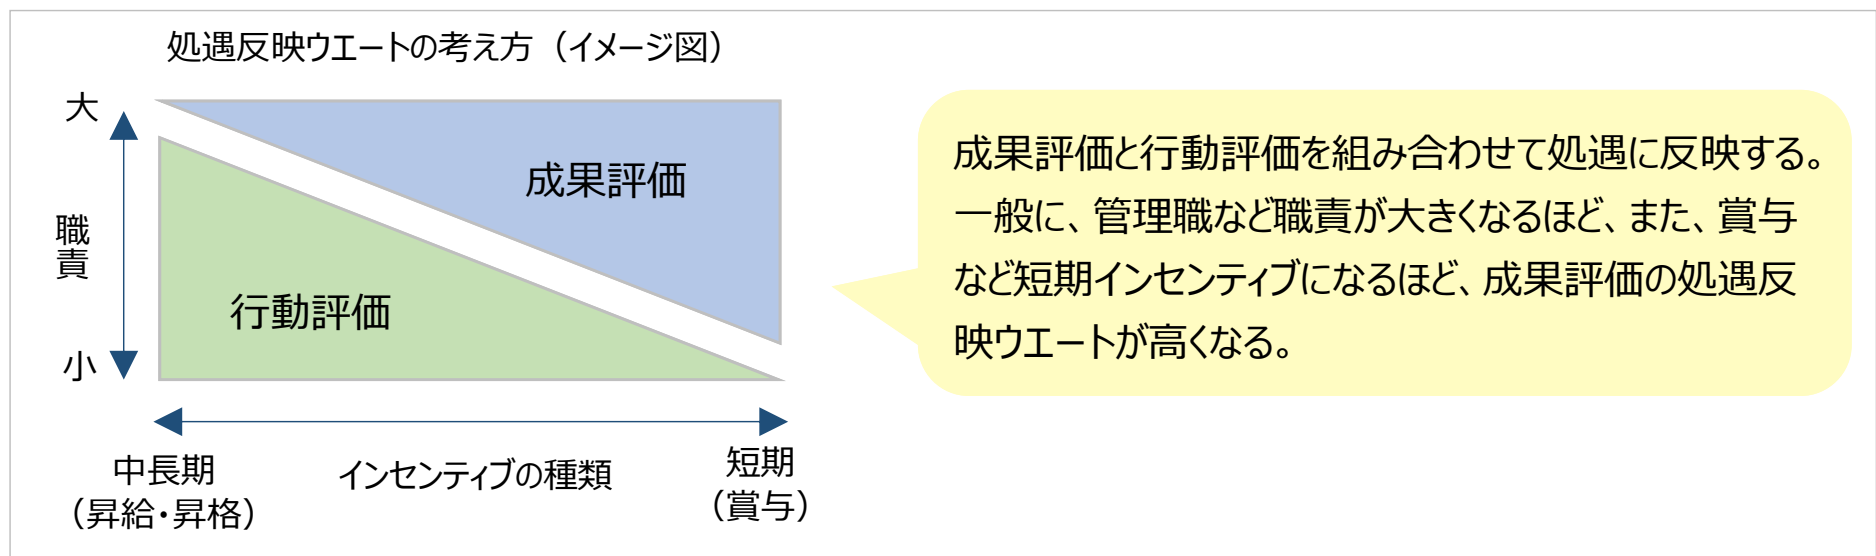 処遇反映ウエートの考え方（イメージ図）
大
職責
小
成果評価
行動評価
中長期
（昇給・昇格）
インセンティブの種類
短期
（賞与）
成果評価と行動評価を組み合わせて処遇に反映する。
一般に、管理職など職責が大きくなるほど、また、賞与
など短期インセンティブになるほど、成果評価の処遇反
映ウエートが高くなる。